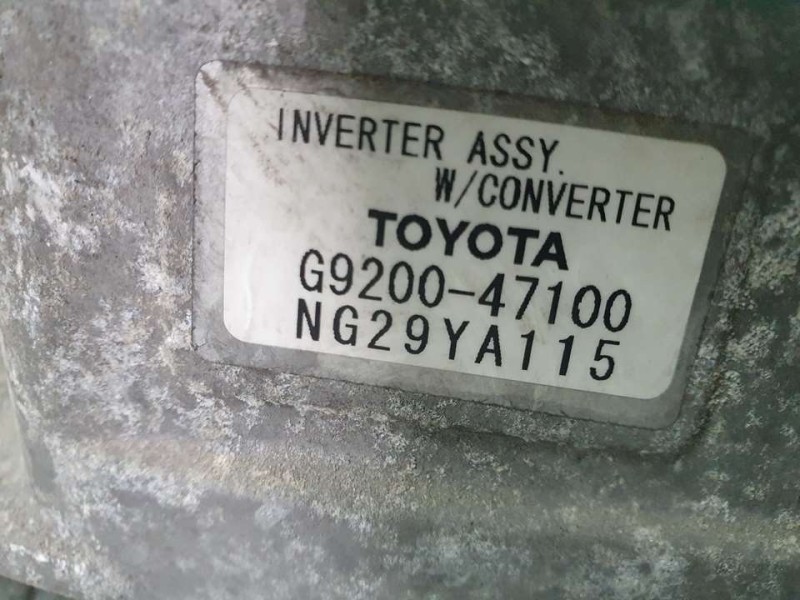 INVERTER ASSY.
W/CONVERTER
TOYOTA
G9200-47100
NG29YA115